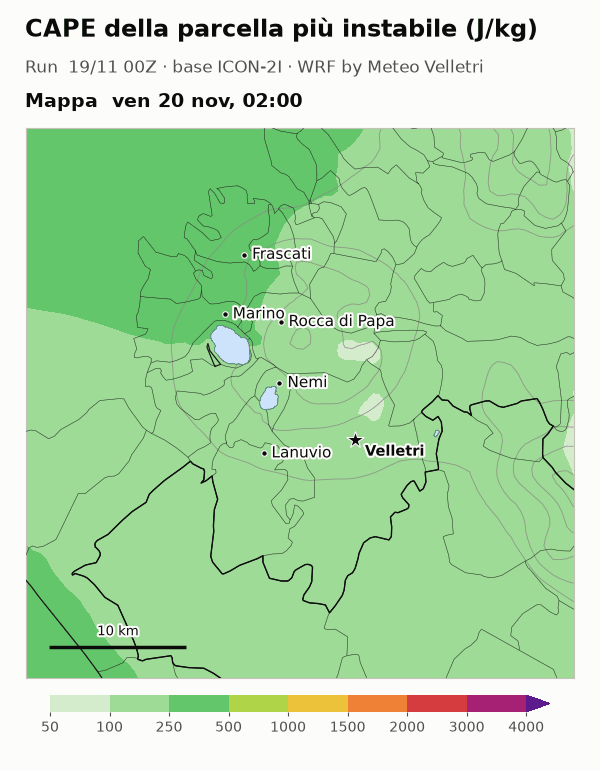 CAPE della parcella più instabile (J/kg)
Run  19/11 00Z · base ICON-2I · WRF by Meteo Velletri
Mappa  ven 20 nov, 02:00
Frascati
Marino
Rocca di Papa
Nemi
Velletri
Lanuvio
10 km
50 100 250 500 1000 1500 2000 3000 4000